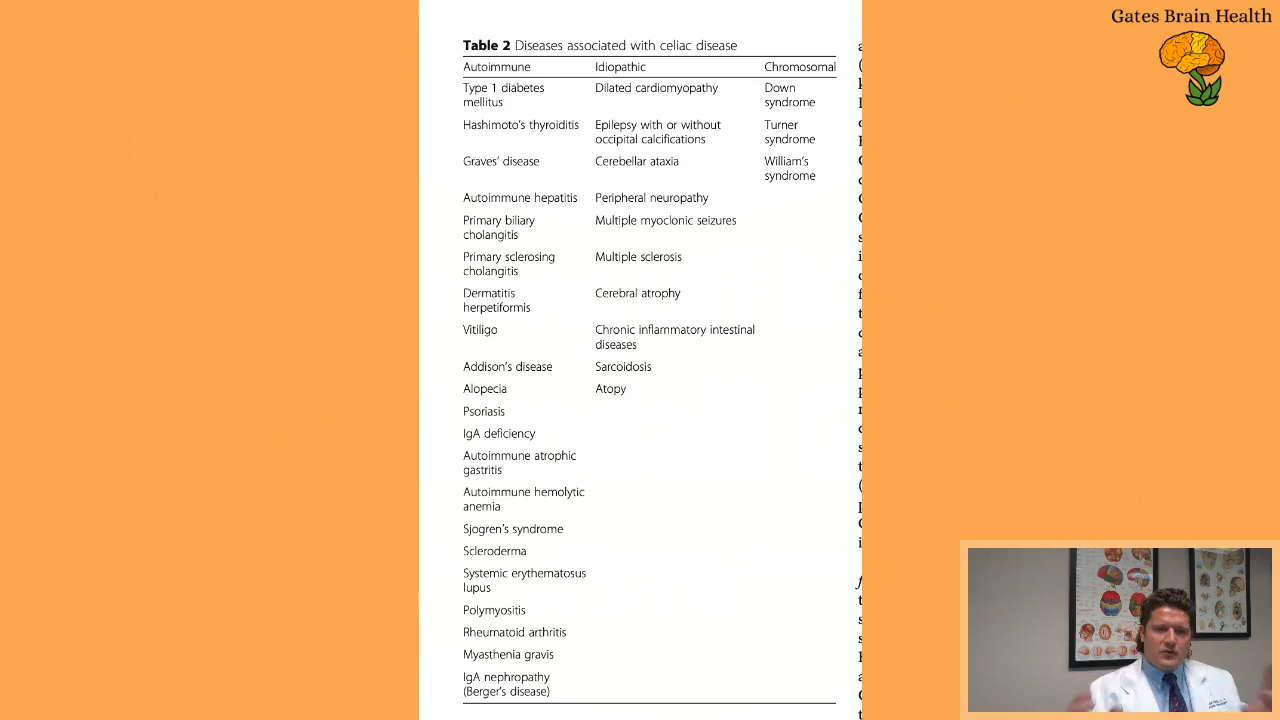 Gates Brain Health
Table 2 Diseases associated with celiac disease
Autoimmune Idiopathic Chromosomal
Type 1 diabetes mellitus Dilated cardiomyopathy Down syndrome
Hashimoto's thyroiditis Epilepsy with or without occipital calcifications Turner syndrome
Graves' disease Cerebellar ataxia William's syndrome
Autoimmune hepatitis Peripheral neuropathy
Primary biliary cholangitis Multiple myoclonic seizures
Primary sclerosing cholangitis Multiple sclerosis
Dermatitis herpetiformis Cerebral atrophy
Vitiligo Chronic inflammatory intestinal diseases
Addison's disease Sarcoidosis
Alopecia Atopy
Psoriasis
IgA deficiency
Autoimmune atrophic gastritis
Autoimmune hemolytic anemia
Sjogren's syndrome
Scleroderma
Systemic erythematosus lupus
Polymyositis
Rheumatoid arthritis
Myasthenia gravis
IgA nephropathy (Berger's disease)